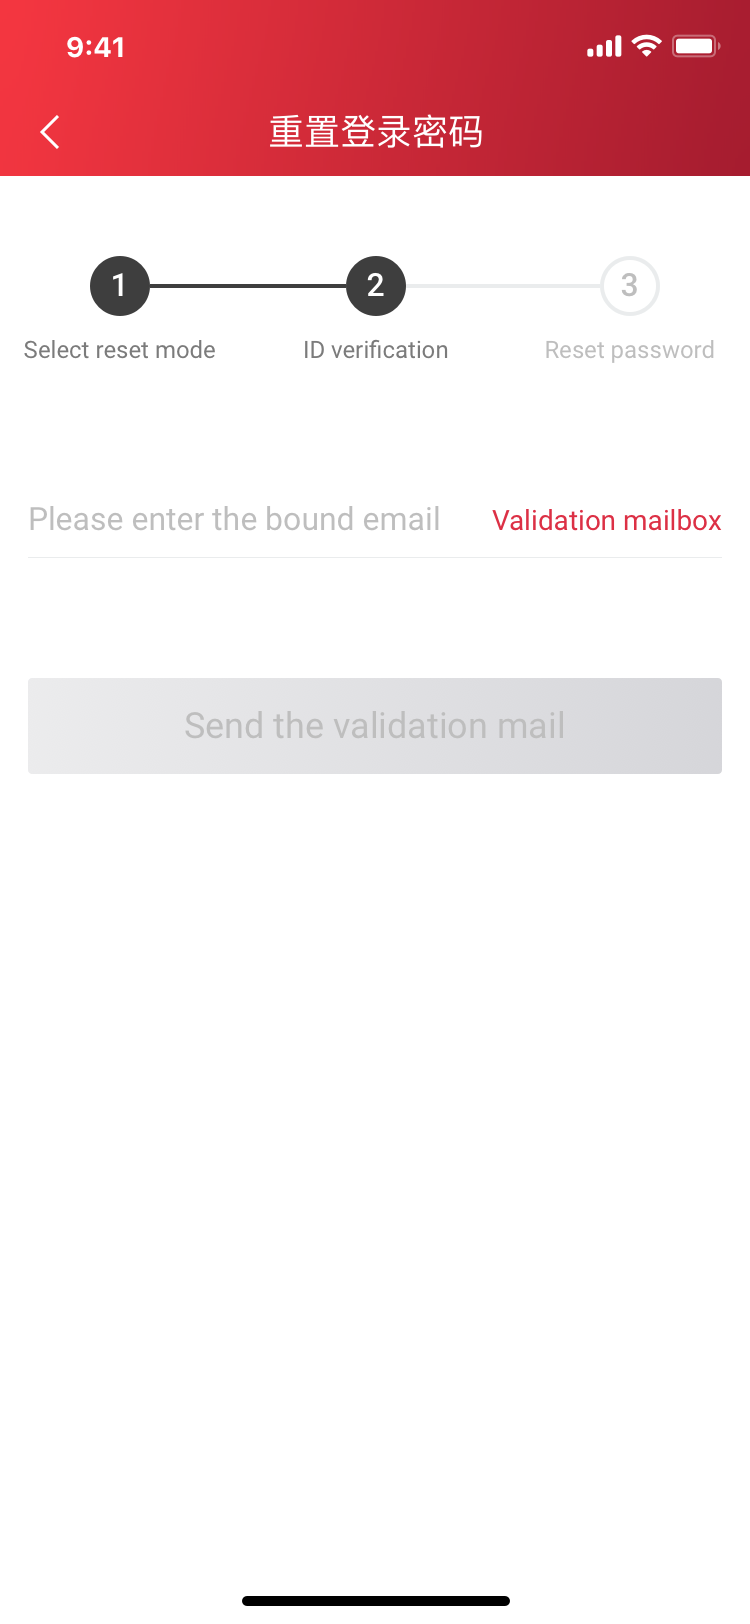 9:41
重置登录密码
1 2 3
Select reset mode ID verification Reset password
Please enter the bound email Validation mailbox
Send the validation mail